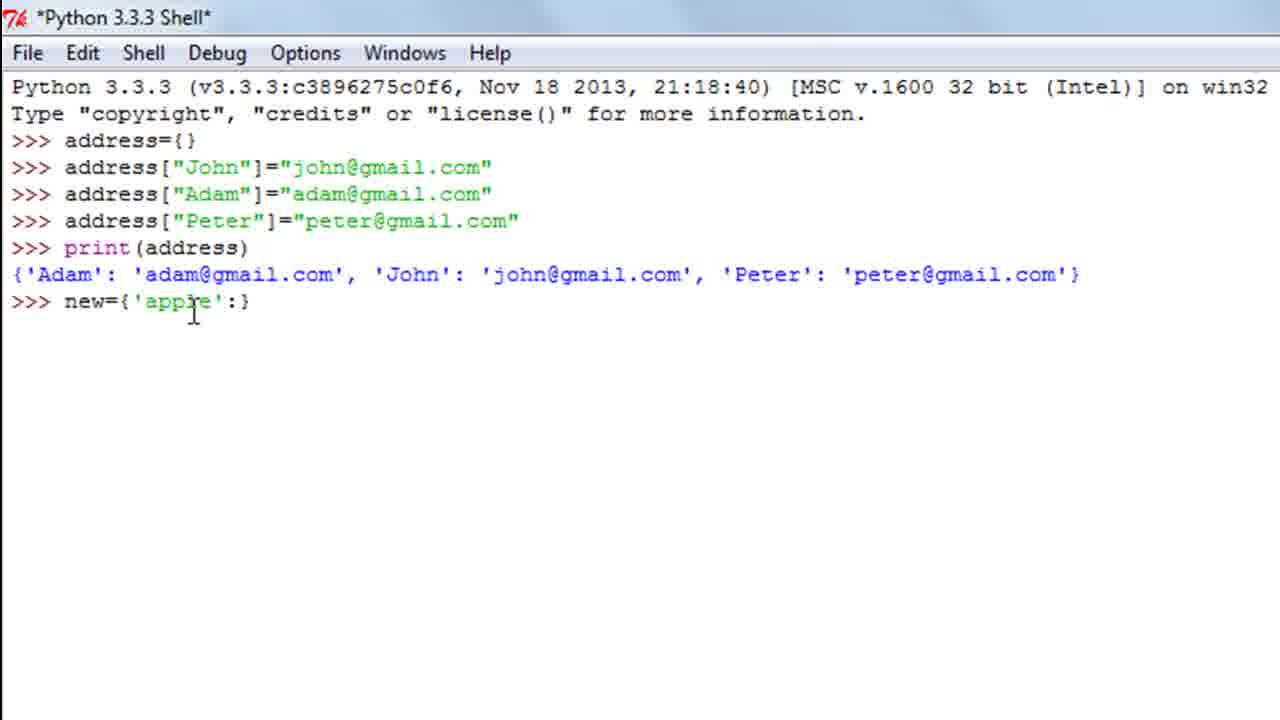 *Python 3.3.3 Shell*
File Edit Shell Debug Options Windows Help
Python 3.3.3 (v3.3.3:c3896275c0f6, Nov 18 2013, 21:18:40) [MSC v.1600 32 bit (Intel)] on win32
Type "copyright", "credits" or "license()" for more information.
>>> address={}
>>> address["John"]="john@gmail.com"
>>> address["Adam"]="adam@gmail.com"
>>> address["Peter"]="peter@gmail.com"
>>> print(address)
{'Adam': 'adam@gmail.com', 'John': 'john@gmail.com', 'Peter': 'peter@gmail.com'}
>>> new={'apple':}